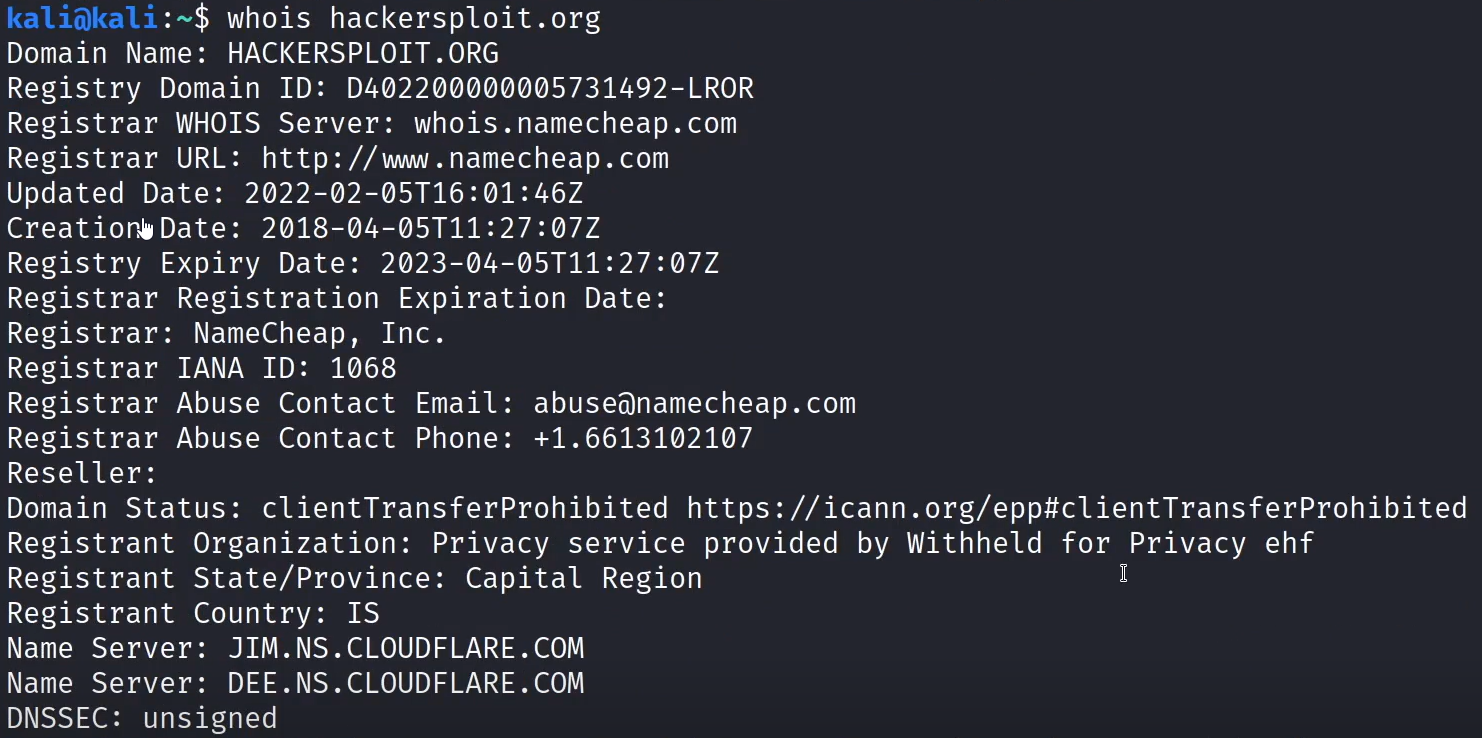 kali@kali:~$ whois hackersploit.org
Domain Name: HACKERSPLOIT.ORG
Registry Domain ID: D402200000005731492-LROR
Registrar WHOIS Server: whois.namecheap.com
Registrar URL: http://www.namecheap.com
Updated Date: 2022-02-05T16:01:46Z
Creation Date: 2018-04-05T11:27:07Z
Registry Expiry Date: 2023-04-05T11:27:07Z
Registrar Registration Expiration Date:
Registrar: NameCheap, Inc.
Registrar IANA ID: 1068
Registrar Abuse Contact Email: abuse@namecheap.com
Registrar Abuse Contact Phone: +1.6613102107
Reseller:
Domain Status: clientTransferProhibited https://icann.org/epp#clientTransferProhibited
Registrant Organization: Privacy service provided by Withheld for Privacy ehf
Registrant State/Province: Capital Region
Registrant Country: IS
Name Server: JIM.NS.CLOUDFLARE.COM
Name Server: DEE.NS.CLOUDFLARE.COM
DNSSEC: unsigned